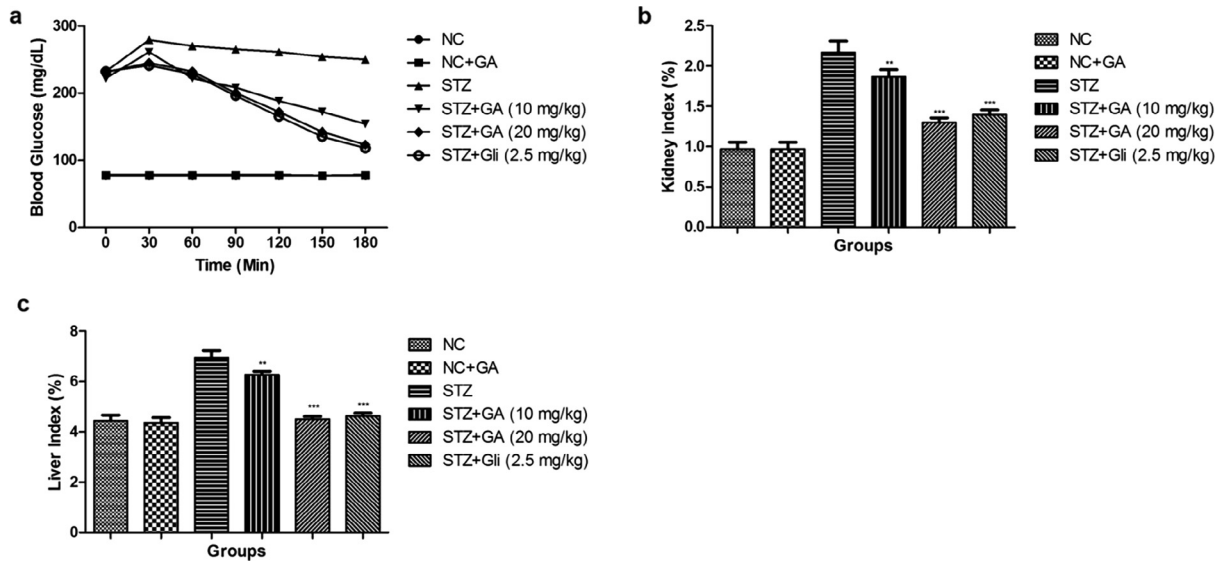 a
Blood Glucose (mg/dL)
300
200
100
0
0 30 60 90 120 150 180
Time (Min)
NC
NC+GA
STZ
STZ+GA (10 mg/kg)
STZ+GA (20 mg/kg)
STZ+Gli (2.5 mg/kg)
b
Kidney Index (%)
2.5
2.0
1.5
1.0
0.5
0.0
**
***
***
Groups
NC
NC+GA
STZ
STZ+GA (10 mg/kg)
STZ+GA (20 mg/kg)
STZ+Gli (2.5 mg/kg)
c
Liver Index (%)
8
6
4
2
0
**
***
***
Groups
NC
NC+GA
STZ
STZ+GA (10 mg/kg)
STZ+GA (20 mg/kg)
STZ+Gli (2.5 mg/kg)